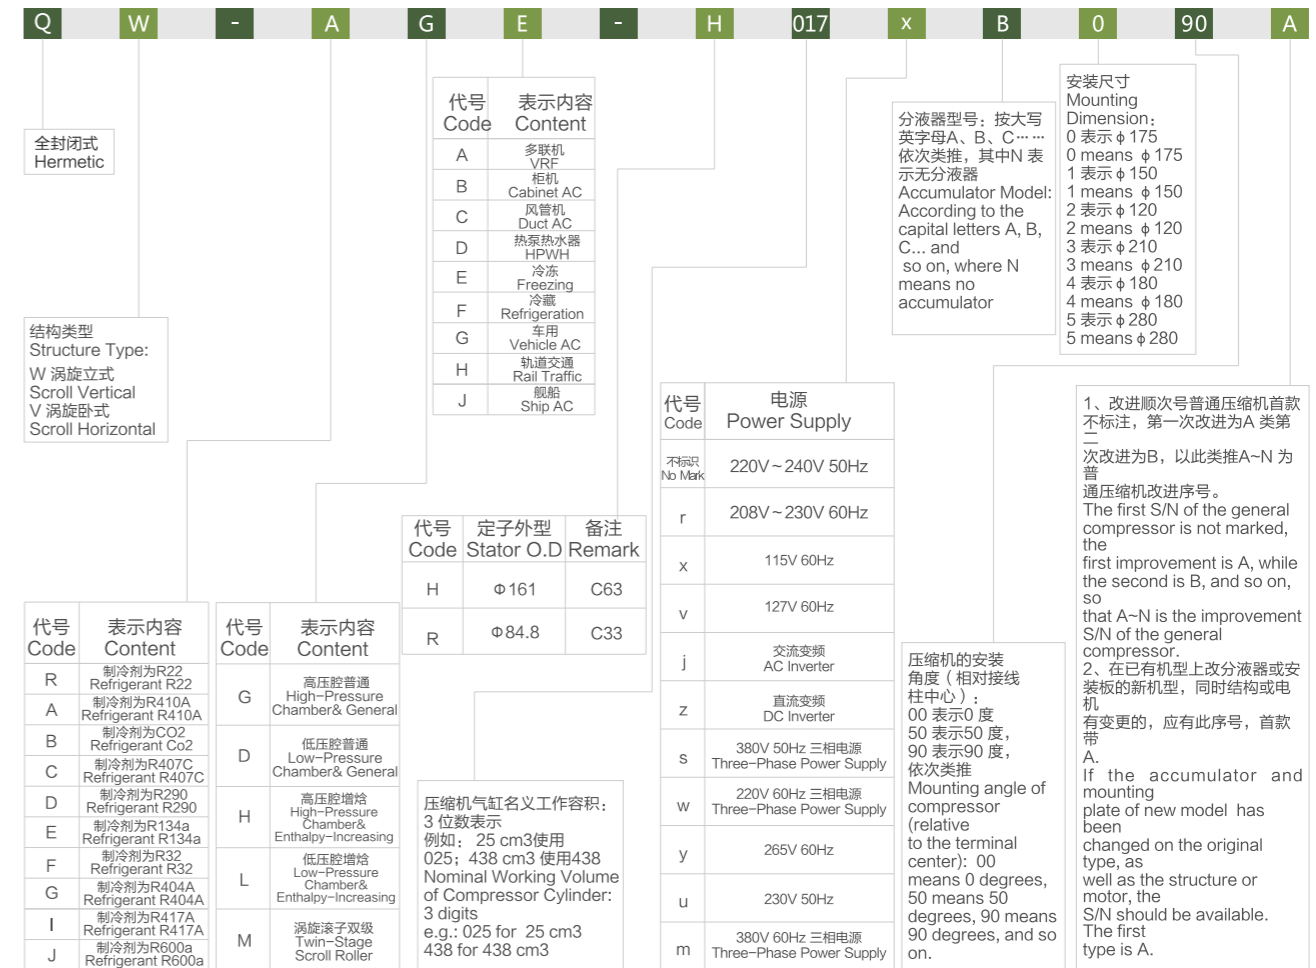 Q W - A G E - H 017 x B 0 90 A
全封闭式
Hermetic
结构类型
Structure Type:
W 涡旋立式
Scroll Vertical
V 涡旋卧式
Scroll Horizontal
代号 表示内容
Code Content
R 制冷剂为R22
Refrigerant R22
A 制冷剂为R410A
Refrigerant R410A
B 制冷剂为CO2
Refrigerant Co2
C 制冷剂为R407C
Refrigerant R407C
D 制冷剂为R290
Refrigerant R290
E 制冷剂为R134a
Refrigerant R134a
F 制冷剂为R32
Refrigerant R32
G 制冷剂为R404A
Refrigerant R404A
I 制冷剂为R417A
Refrigerant R417A
J 制冷剂为R600a
Refrigerant R600a
代号 表示内容
Code Content
G 高压腔普通
High-Pressure
Chamber& General
D 低压腔普通
Low-Pressure
Chamber& General
H 高压腔增焓
High-Pressure
Chamber&
Enthalpy-Increasing
L 低压腔增焓
Low-Pressure
Chamber&
Enthalpy-Increasing
M 涡旋滚子双级
Twin-Stage
Scroll Roller
代号 表示内容
Code Content
A 多联机
VRF
B 柜机
Cabinet AC
C 风管机
Duct AC
D 热泵热水器
HPWH
E 冷冻
Freezing
F 冷藏
Refrigeration
G 车用
Vehicle AC
H 轨道交通
Rail Traffic
J 舰船
Ship AC
代号 定子外型 备注
Code Stator O.D Remark
H Φ161 C63
R Φ84.8 C33
压缩机气缸名义工作容积：
3 位数表示
例如： 25 cm3使用
025；438 cm3 使用438
Nominal Working Volume
of Compressor Cylinder:
3 digits
e.g.: 025 for 25 cm3
438 for 438 cm3
代号 电源
Code Power Supply
不标识
No Mark 220V~240V 50Hz
r 208V~230V 60Hz
x 115V 60Hz
v 127V 60Hz
j 交流变频
AC Inverter
z 直流变频
DC Inverter
s 380V 50Hz 三相电源
Three-Phase Power Supply
w 220V 60Hz 三相电源
Three-Phase Power Supply
y 265V 60Hz
u 230V 50Hz
m 380V 60Hz 三相电源
Three-Phase Power Supply
分液器型号：按大写
英字母A、B、C……
依次类推，其中N 表
示无分液器
Accumulator Model:
According to the
capital letters A, B,
C... and
so on, where N
means no
accumulator
压缩机的安装
角度（相对接线
柱中心）：
00 表示0 度
50 表示50 度，
90 表示90 度，
依次类推
Mounting angle of
compressor
(relative
to the terminal
center): 00
means 0 degrees,
50 means 50
degrees, 90 means
90 degrees, and so
on.
安装尺寸
Mounting
Dimension：
0 表示ϕ175
0 means ϕ175
1 表示ϕ150
1 means ϕ150
2 表示ϕ120
2 means ϕ120
3 表示ϕ210
3 means ϕ210
4 表示ϕ180
4 means ϕ180
5 表示ϕ280
5 means ϕ280
1、改进顺次号普通压缩机首款
不标注，第一次改进为A 类第
二
次改进为B，以此类推A~N 为
普
通压缩机改进序号。
The first S/N of the general
compressor is not marked,
the
first improvement is A, while
the second is B, and so on,
so
that A~N is the improvement
S/N of the general
compressor.
2、在已有机型上改分液器或安
装板的新机型，同时结构或电
机
有变更的，应有此序号，首款
带
A.
If the accumulator and
mounting
plate of new model has
been
changed on the original
type, as
well as the structure or
motor, the
S/N should be available.
The first
type is A.